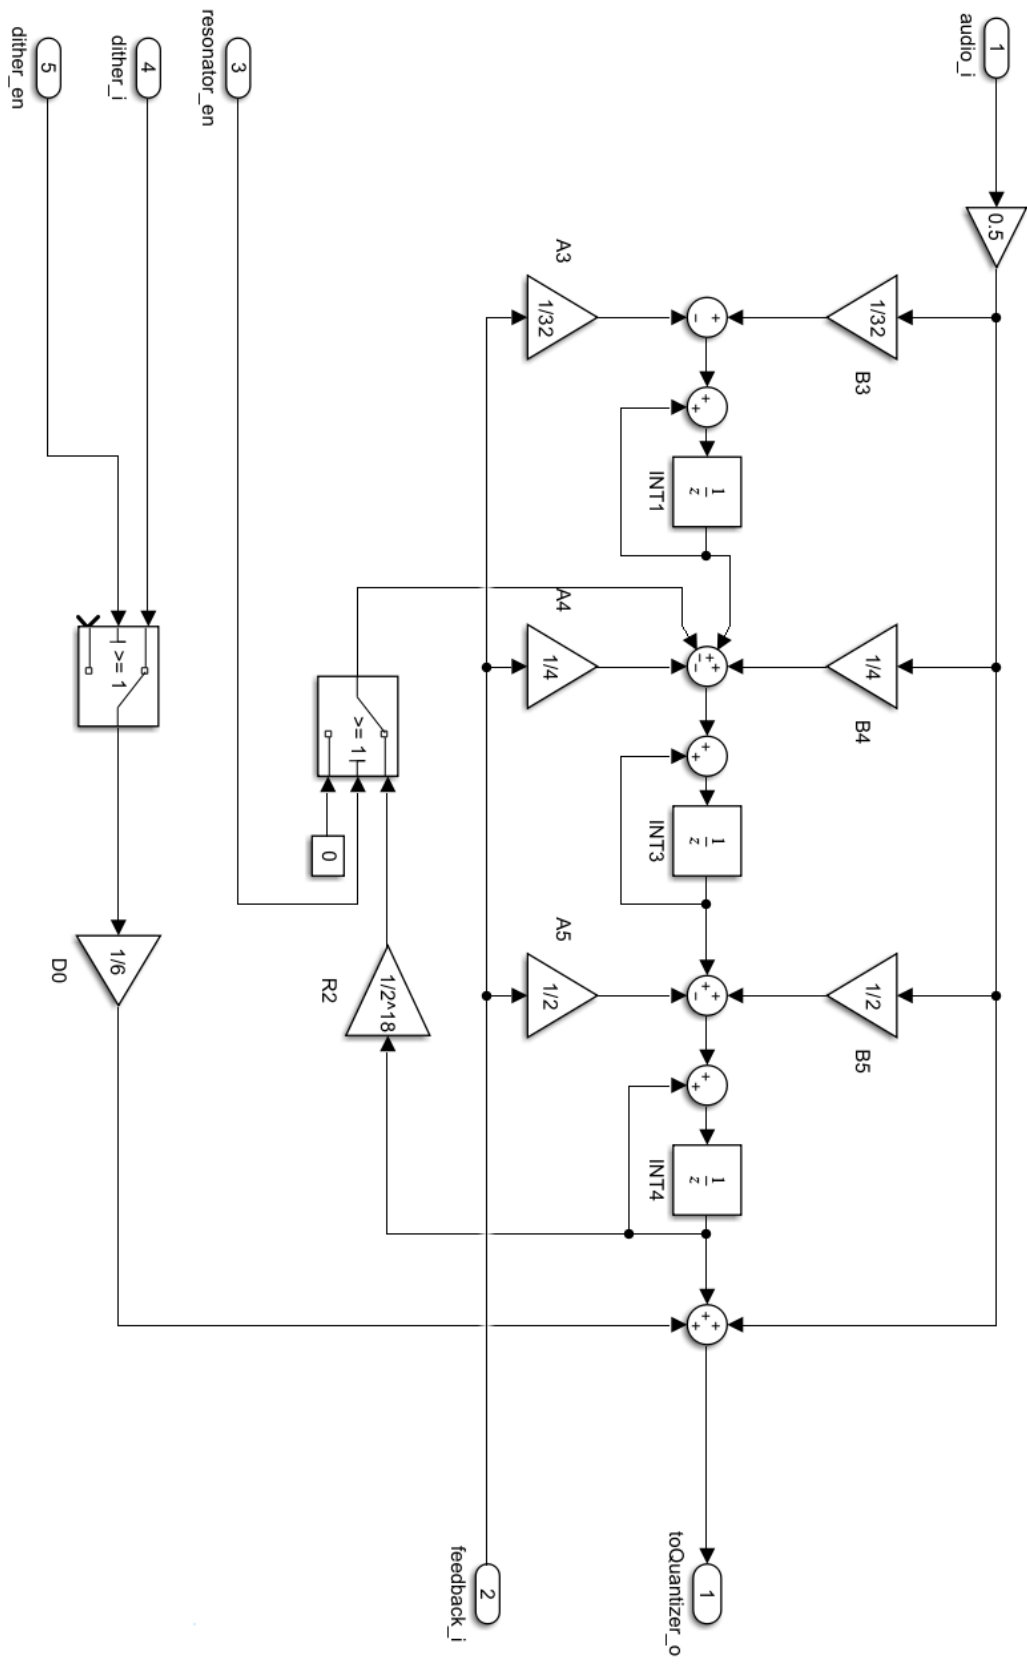 1
audio_i
0.5
1/32
B3
1/4
B4
1/2
B5
+
−
+
+
1
z
INT1
+
+
−
−
+
+
1
z
INT3
+
+
−
+
+
1
z
INT4
+
+
+
1
toQuantizer_o
A3
1/32
A4
1/4
A5
1/2
2
feedback_i
>= 1
0
1/2^18
R2
3
resonator_en
4
dither_i
>= 1
1/6
D0
5
dither_en